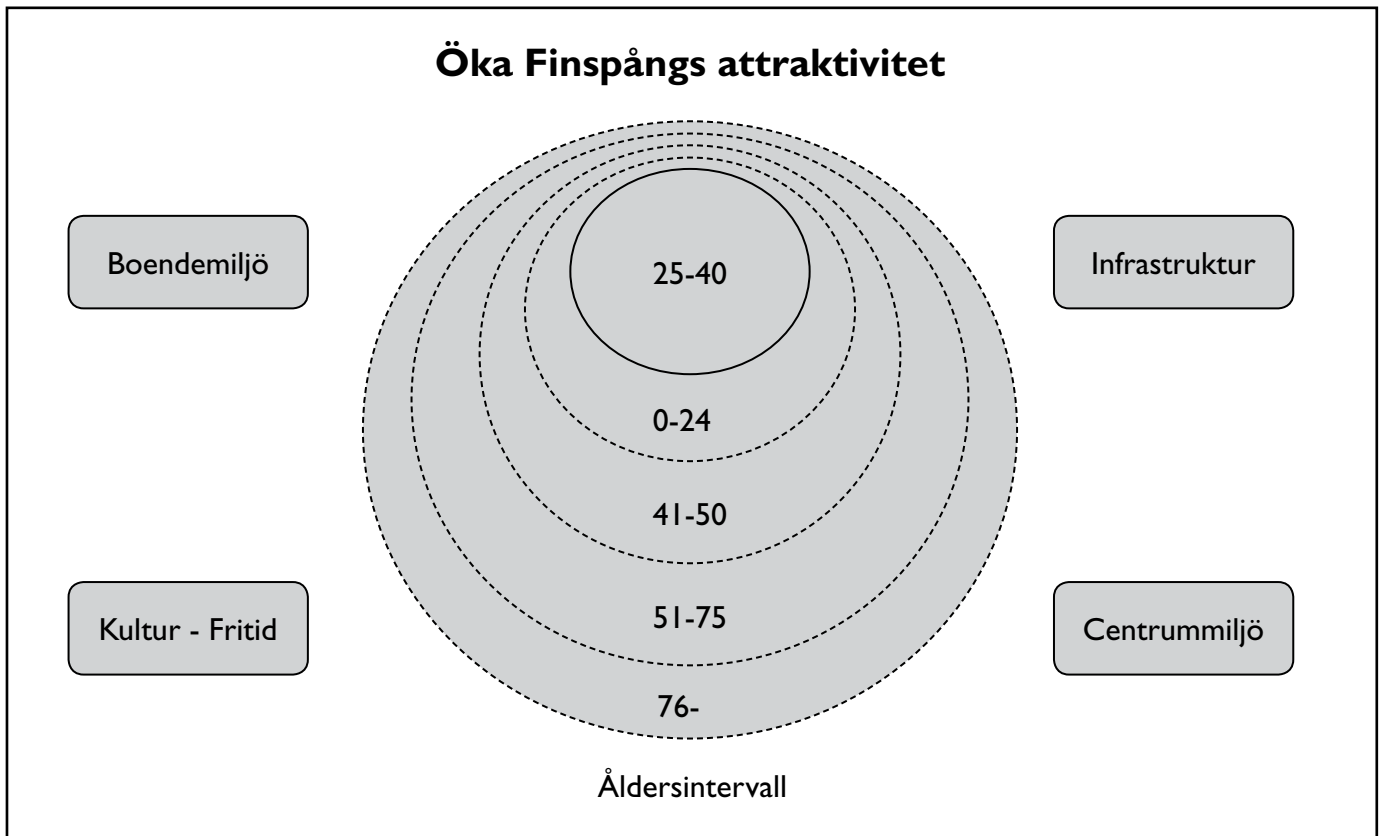 Öka Finspångs attraktivitet
Boendemiljö
25-40
Infrastruktur
0-24
41-50
Kultur - Fritid
51-75
Centrummiljö
76-
Åldersintervall